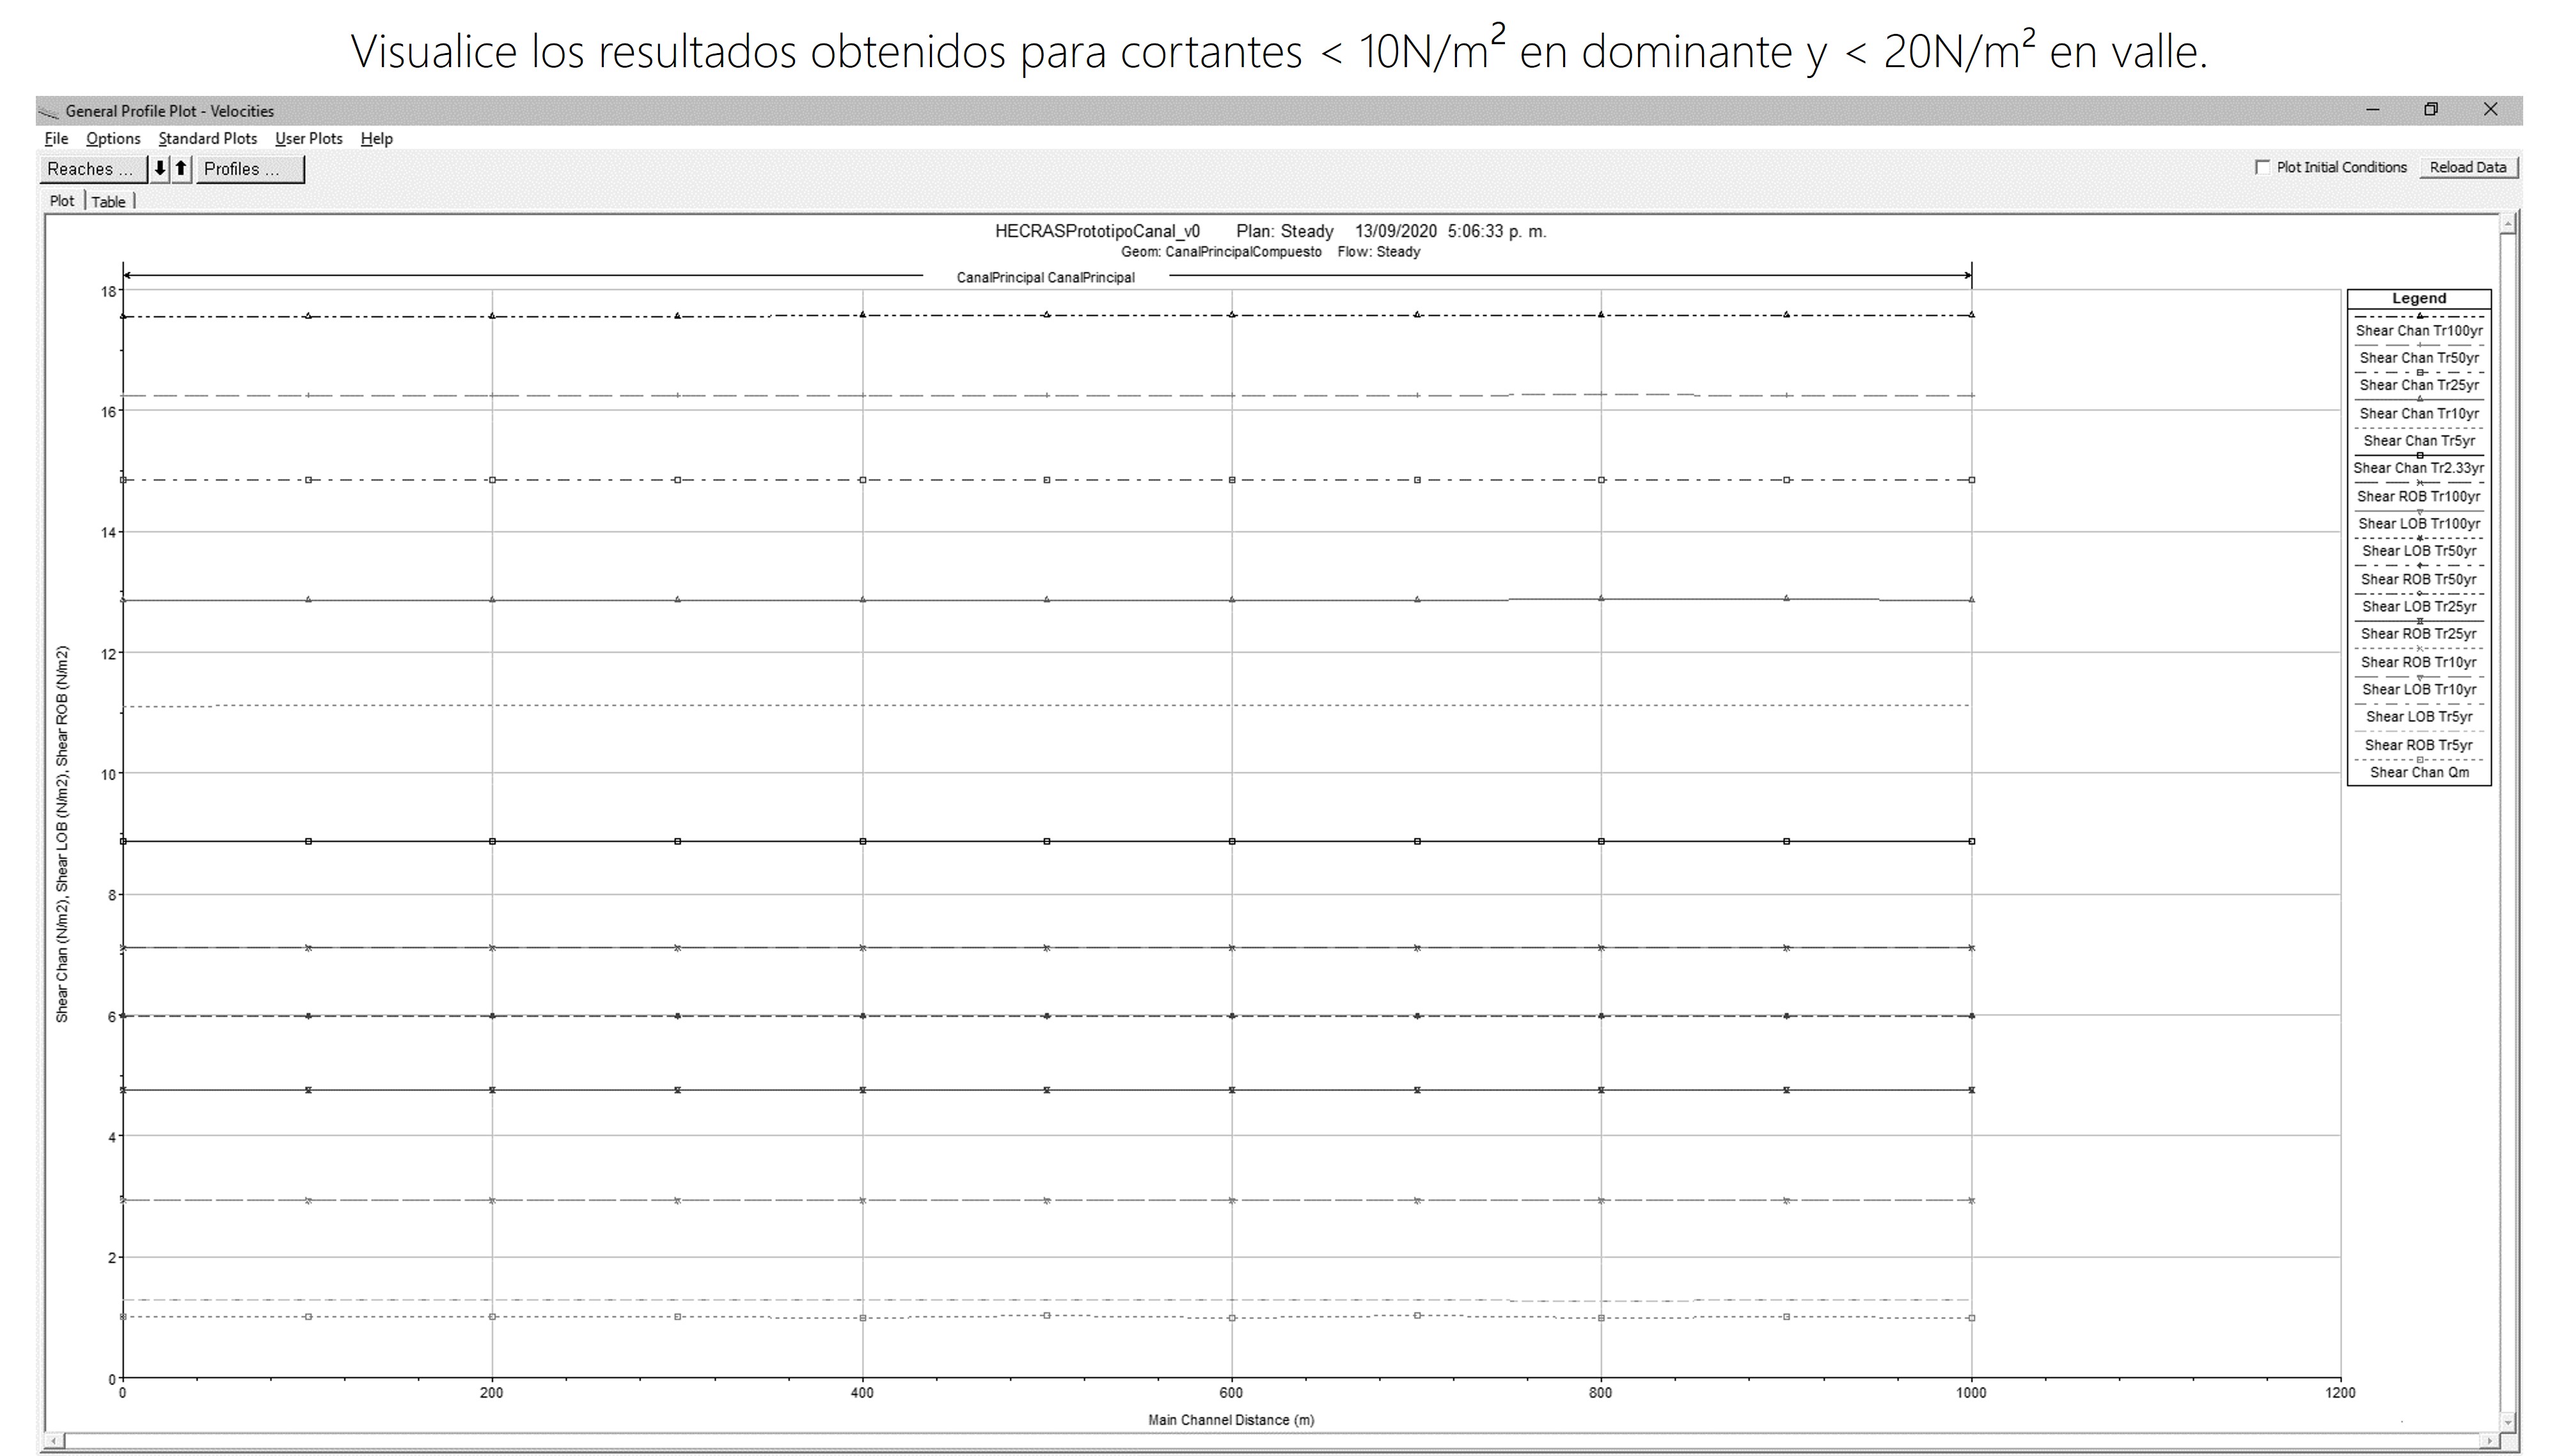 Visualice los resultados obtenidos para cortantes < 10N/m² en dominante y < 20N/m² en valle.
General Profile Plot - Velocities
File Options Standard Plots User Plots Help
Reaches ... Profiles ... Plot Initial Conditions Reload Data
Plot Table
HECRASPrototipoCanal_v0 Plan: Steady 13/09/2020 5:06:33 p. m.
Geom: CanalPrincipalCompuesto Flow: Steady
CanalPrincipal CanalPrincipal
18
16
14
12
10
8
6
4
2
0
Shear Chan (N/m2), Shear LOB (N/m2), Shear ROB (N/m2)
0 200 400 600 800 1000 1200
Main Channel Distance (m)
Legend
Shear Chan Tr100yr
Shear Chan Tr50yr
Shear Chan Tr25yr
Shear Chan Tr10yr
Shear Chan Tr5yr
Shear Chan Tr2.33yr
Shear ROB Tr100yr
Shear LOB Tr100yr
Shear LOB Tr50yr
Shear ROB Tr50yr
Shear LOB Tr25yr
Shear ROB Tr25yr
Shear ROB Tr10yr
Shear LOB Tr10yr
Shear LOB Tr5yr
Shear ROB Tr5yr
Shear Chan Qm